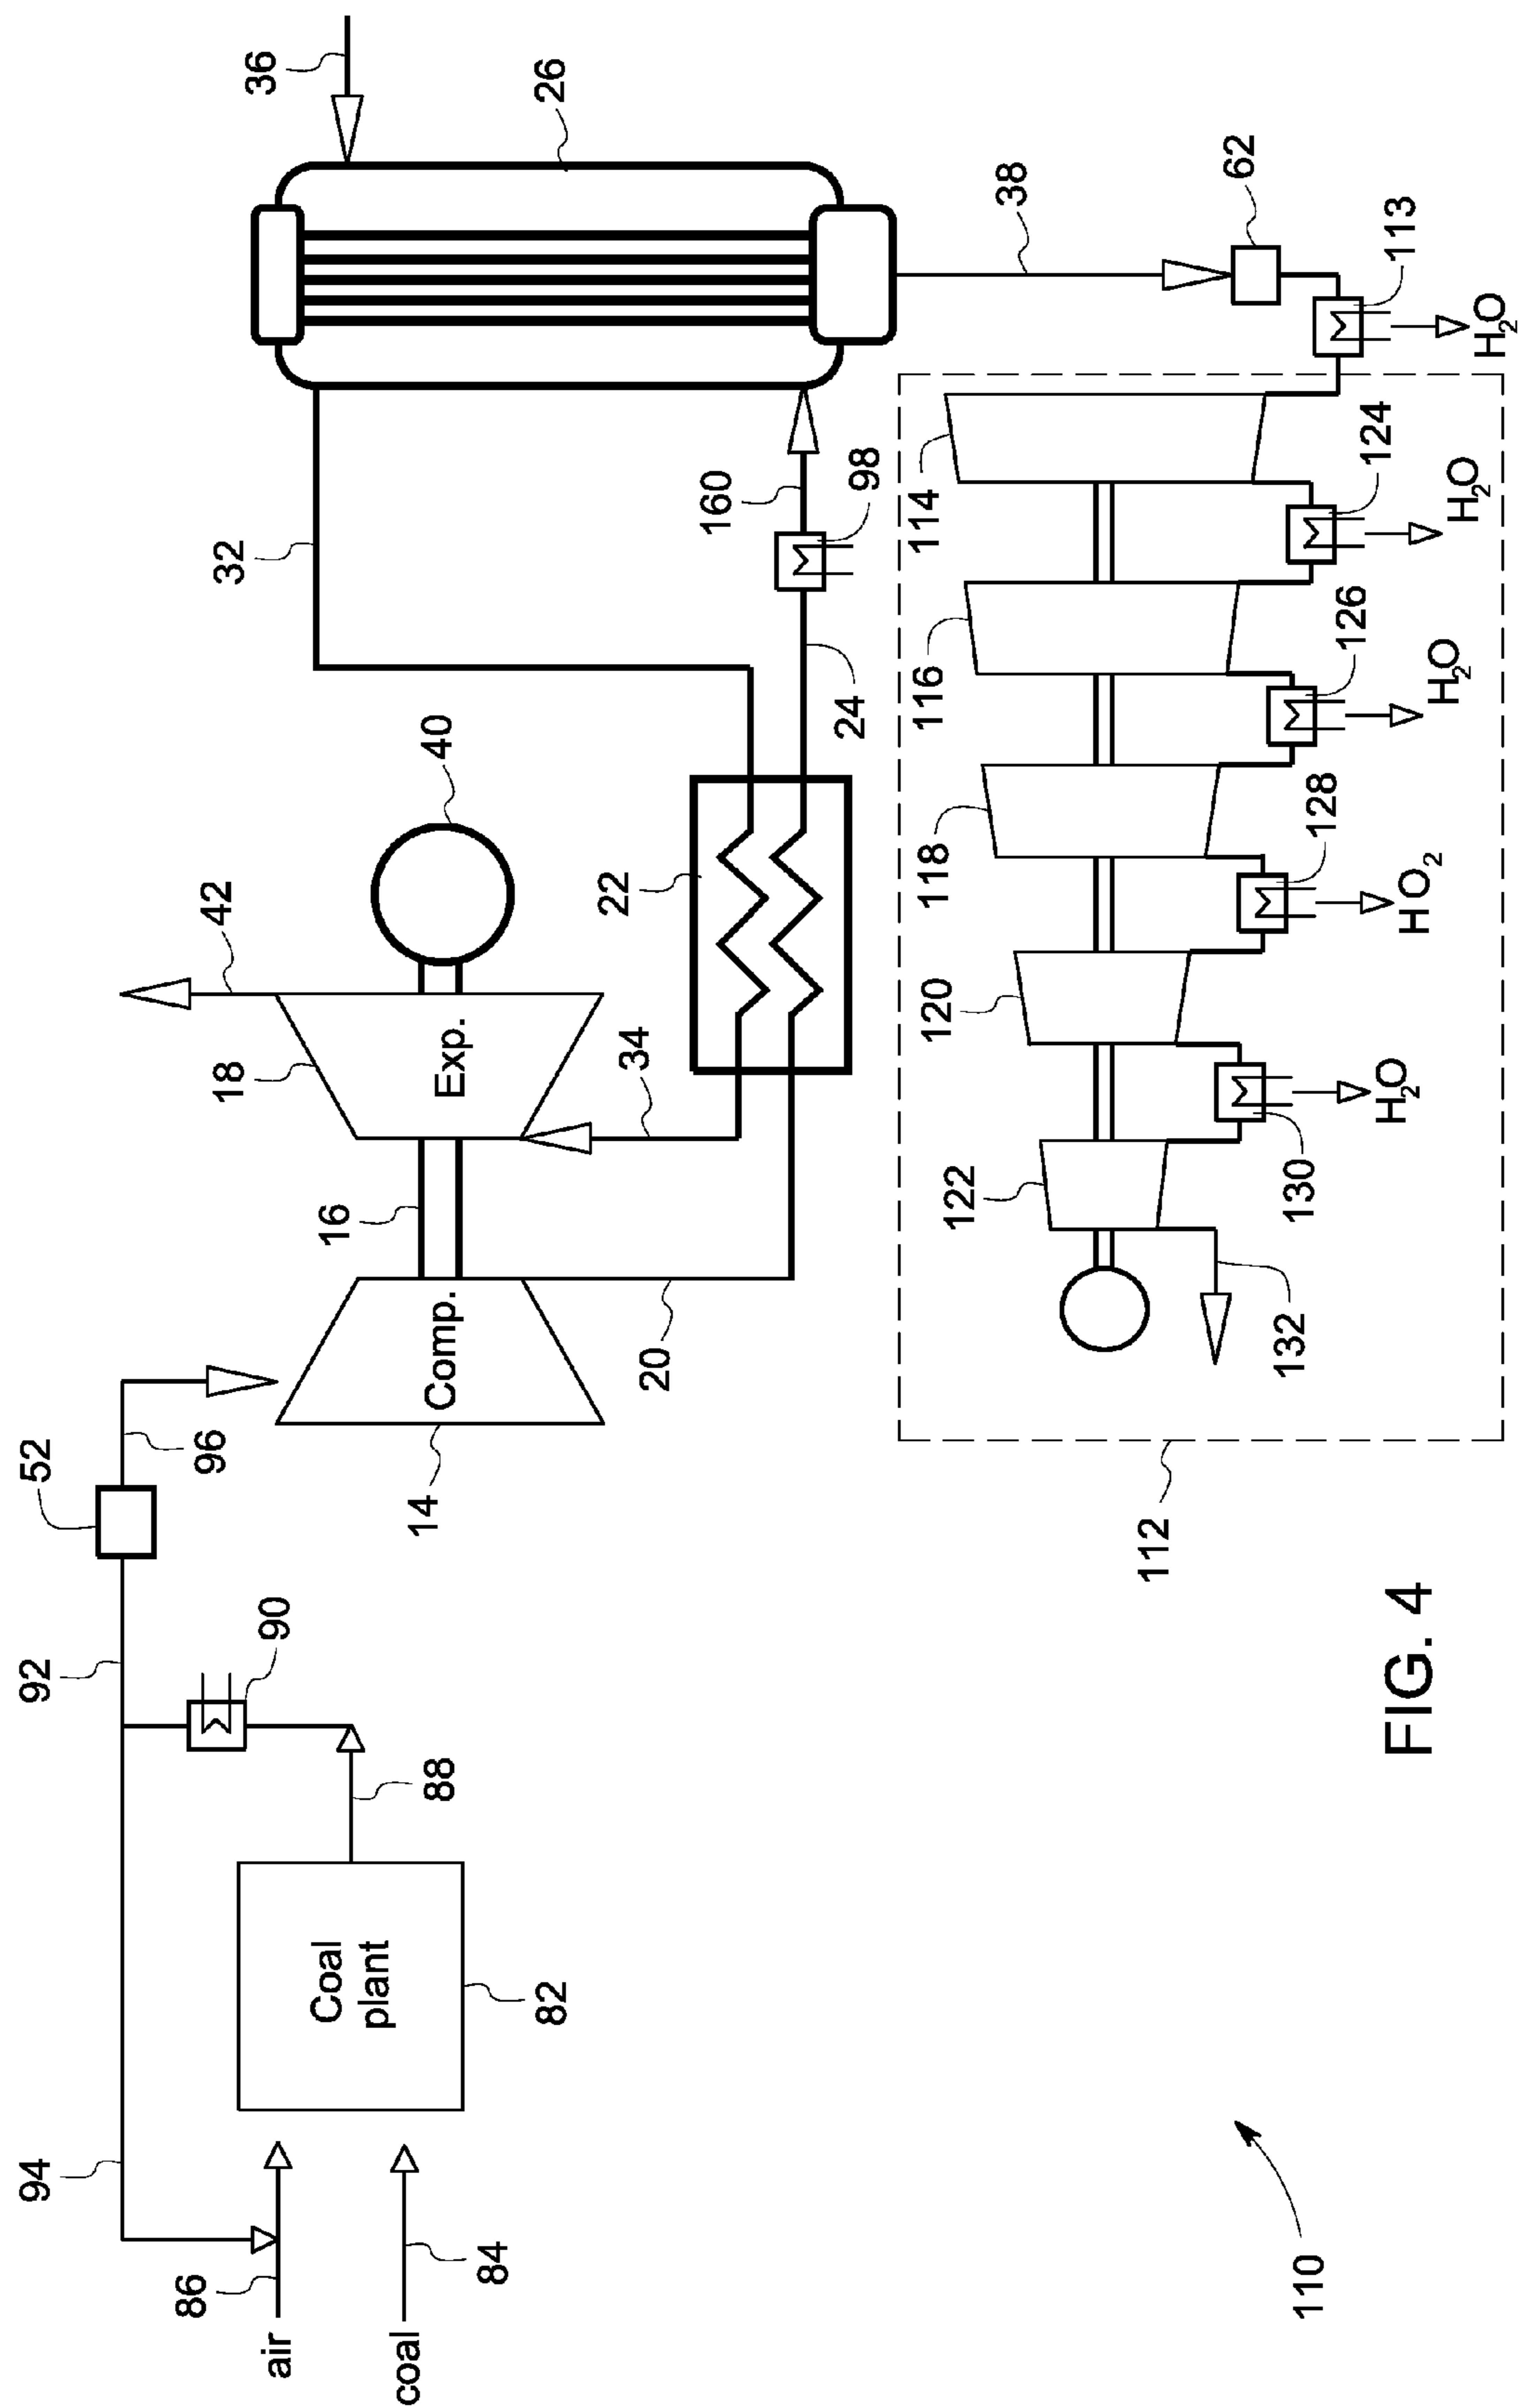 94 92 52
86 96 42 18 32 36
air 90 16
Coal
plant
coal 88 14 Comp. Exp. 40
84
82 26
22
34
20
160
24 98
122 120 118 116 114 38
112 62
110 132 130 128 126 124 113
H₂O HO₂ H₂O H₂O H₂O
FIG. 4